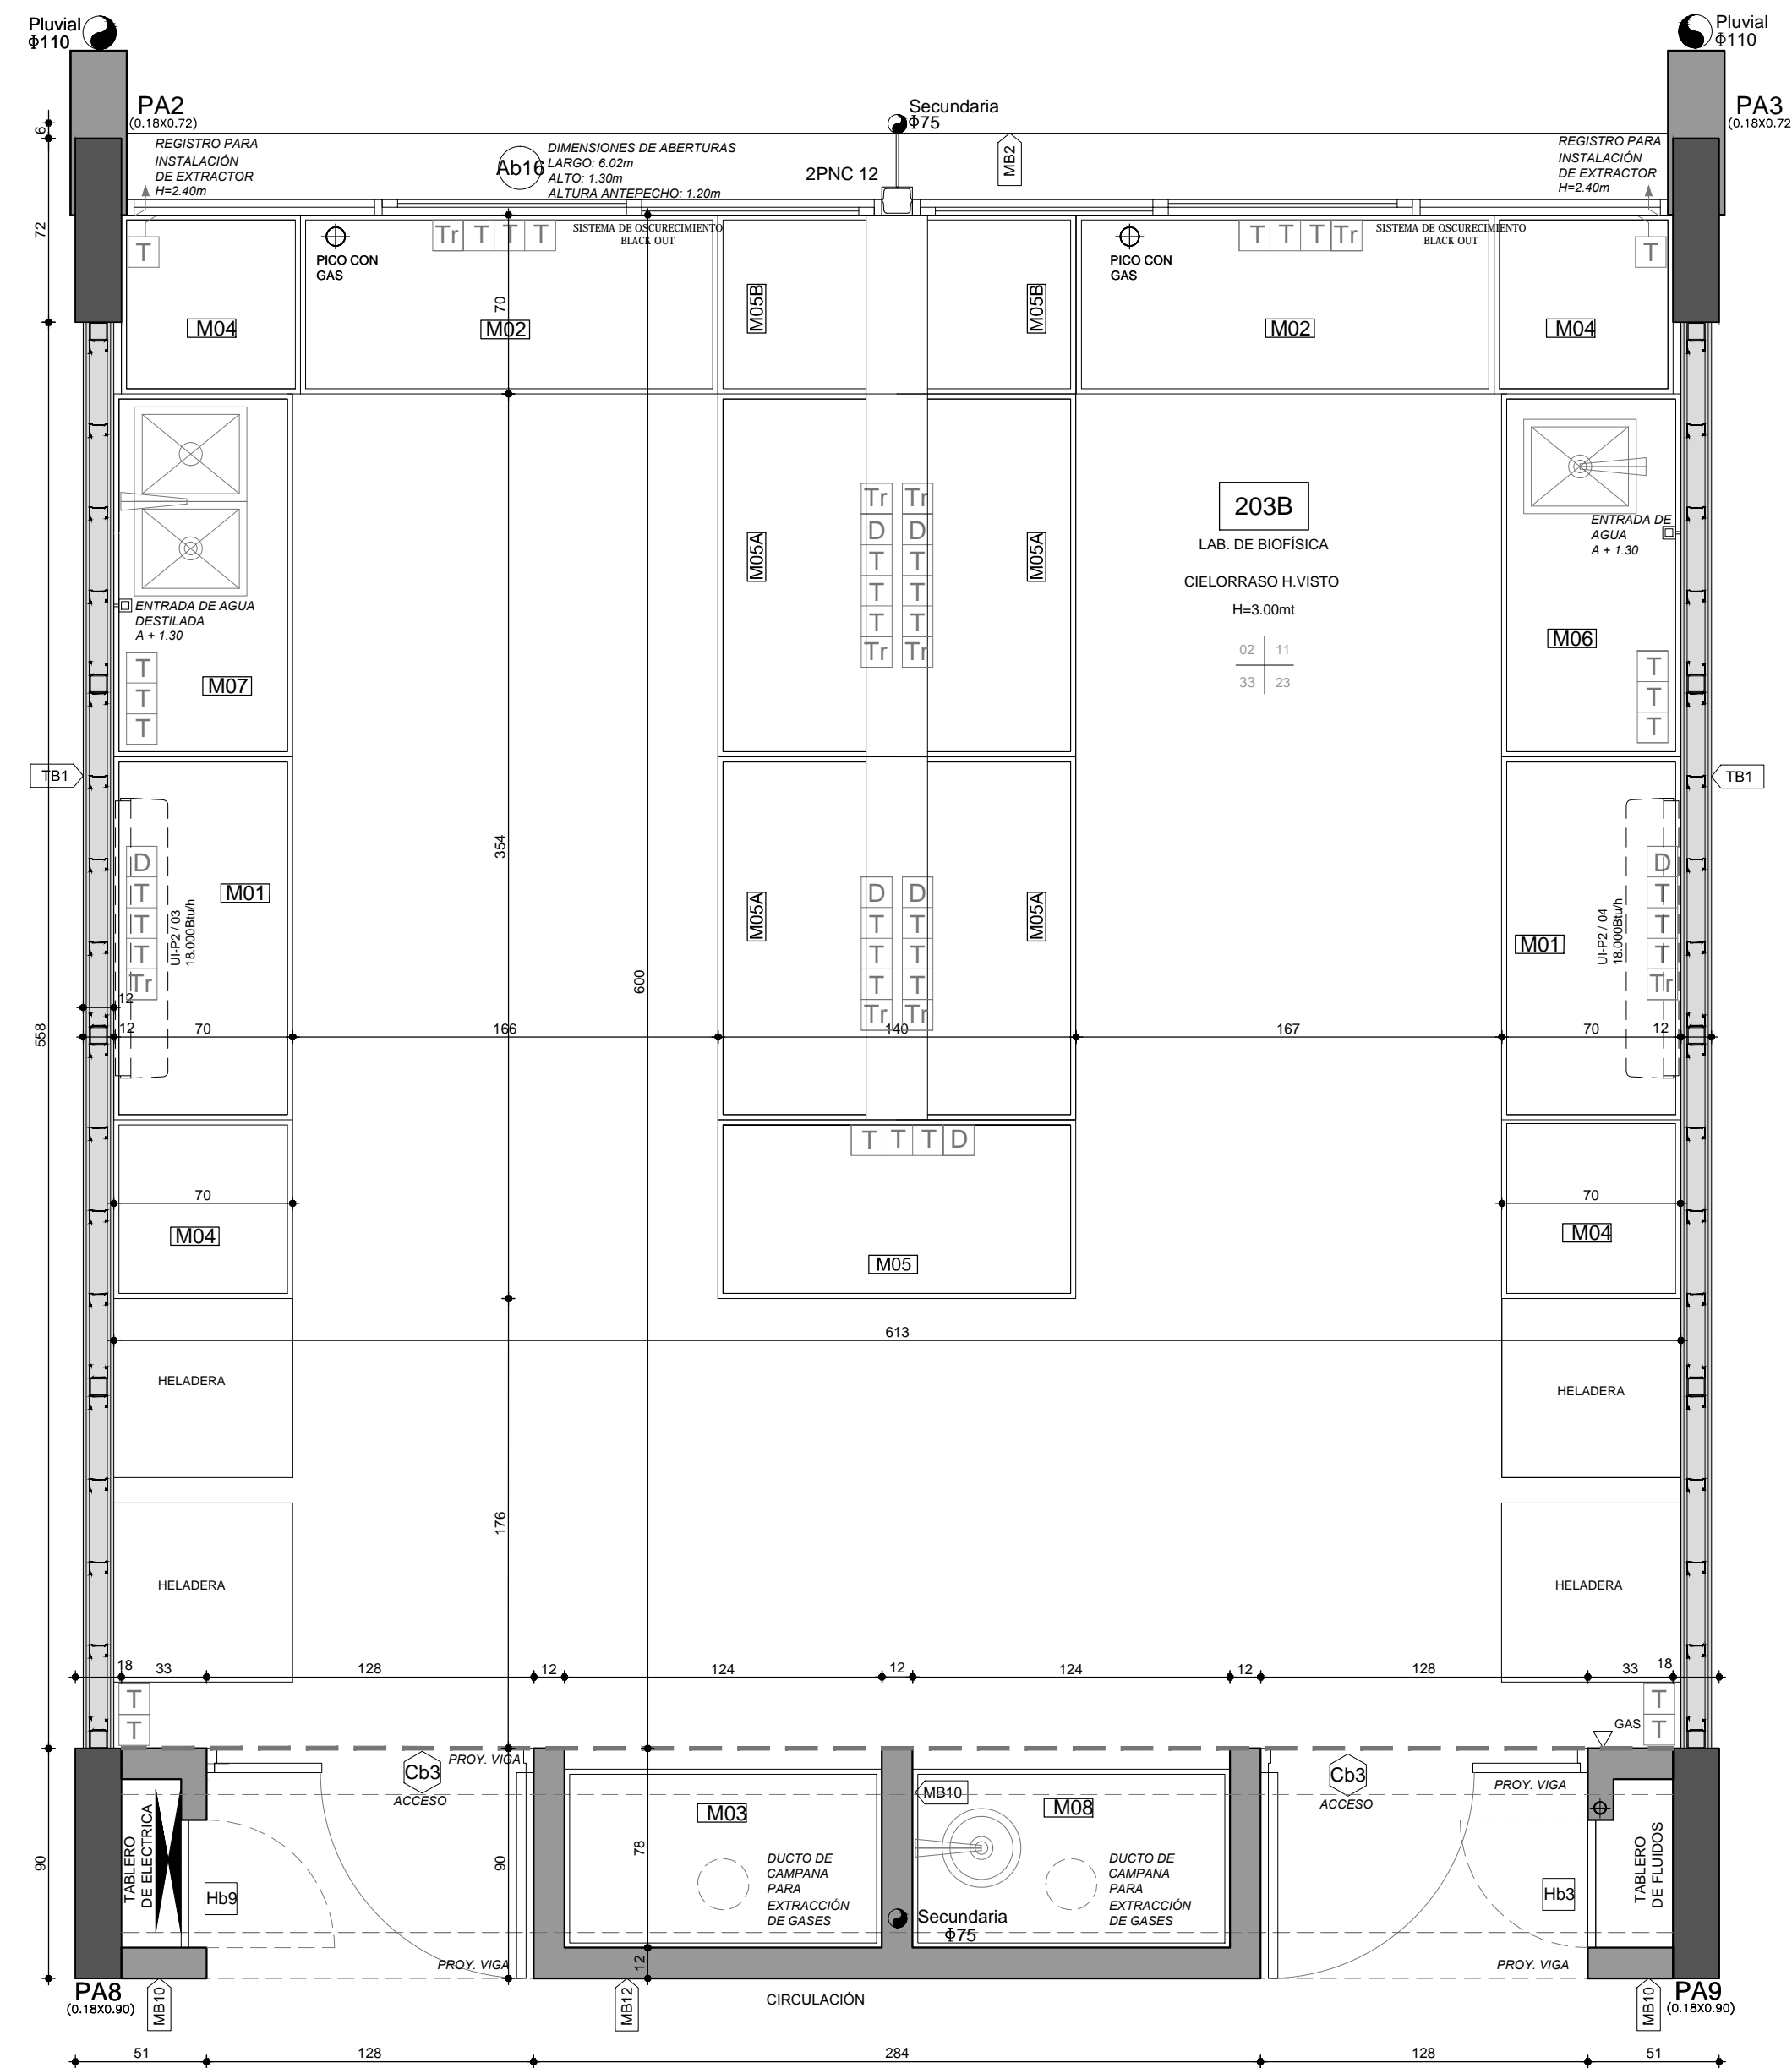 Pluvial
Φ110
Pluvial
Φ110
PA2
(0.18X0.72)
Secundaria
Φ75
PA3
(0.18X0.72
6
REGISTRO PARA
INSTALACIÓN
DE EXTRACTOR
H=2.40m
Ab16
DIMENSIONES DE ABERTURAS
LARGO: 6.02m
ALTO: 1.30m
ALTURA ANTEPECHO: 1.20m
2PNC 12
MB2
REGISTRO PARA
INSTALACIÓN
DE EXTRACTOR
H=2.40m
72
T
PICO CON
GAS
Tr T T T
SISTEMA DE OSCURECIMIENTO
BLACK OUT
PICO CON
GAS
T T T Tr
SISTEMA DE OSCURECIMIENTO
BLACK OUT
T
M04
M02
70
M05B
M05B
M02
M04
Tr Tr
D D
T T
T T
T T
Tr Tr
M05A
M05A
203B
LAB. DE BIOFÍSICA
CIELORRASO H.VISTO
H=3.00mt
02 11
33 23
ENTRADA DE
AGUA
A + 1.30
ENTRADA DE AGUA
DESTILADA
A + 1.30
T
T
T
M07
M06
T
T
T
TB1
TB1
354
D
T
T
T
Tr
M01
UI-P2 / 03
18.000Btu/h
M05A
D D
T T
T T
T T
Tr Tr
M05A
M01
UI-P2 / 04
18.000Btu/h
D
T
T
T
Tr
600
558
12
12
70
166
140
167
70
12
T T T D
70
M04
M05
70
M04
613
HELADERA
HELADERA
176
HELADERA
HELADERA
18
33
128
12
124
12
124
12
128
33
18
T
T
GAS
T
T
PROY. VIGA
Cb3
ACCESO
Cb3
ACCESO
PROY. VIGA
M03
MB10
M08
90
TABLERO
DE ELECTRICA
Hb9
90
78
DUCTO DE
CAMPANA
PARA
EXTRACCIÓN
DE GASES
DUCTO DE
CAMPANA
PARA
EXTRACCIÓN
DE GASES
Hb3
TABLERO
DE FLUIDOS
Secundaria
Φ75
PROY. VIGA
12
PROY. VIGA
PA8
(0.18X0.90)
MB10
MB12
CIRCULACIÓN
MB10
PA9
(0.18X0.90)
51
128
284
128
51